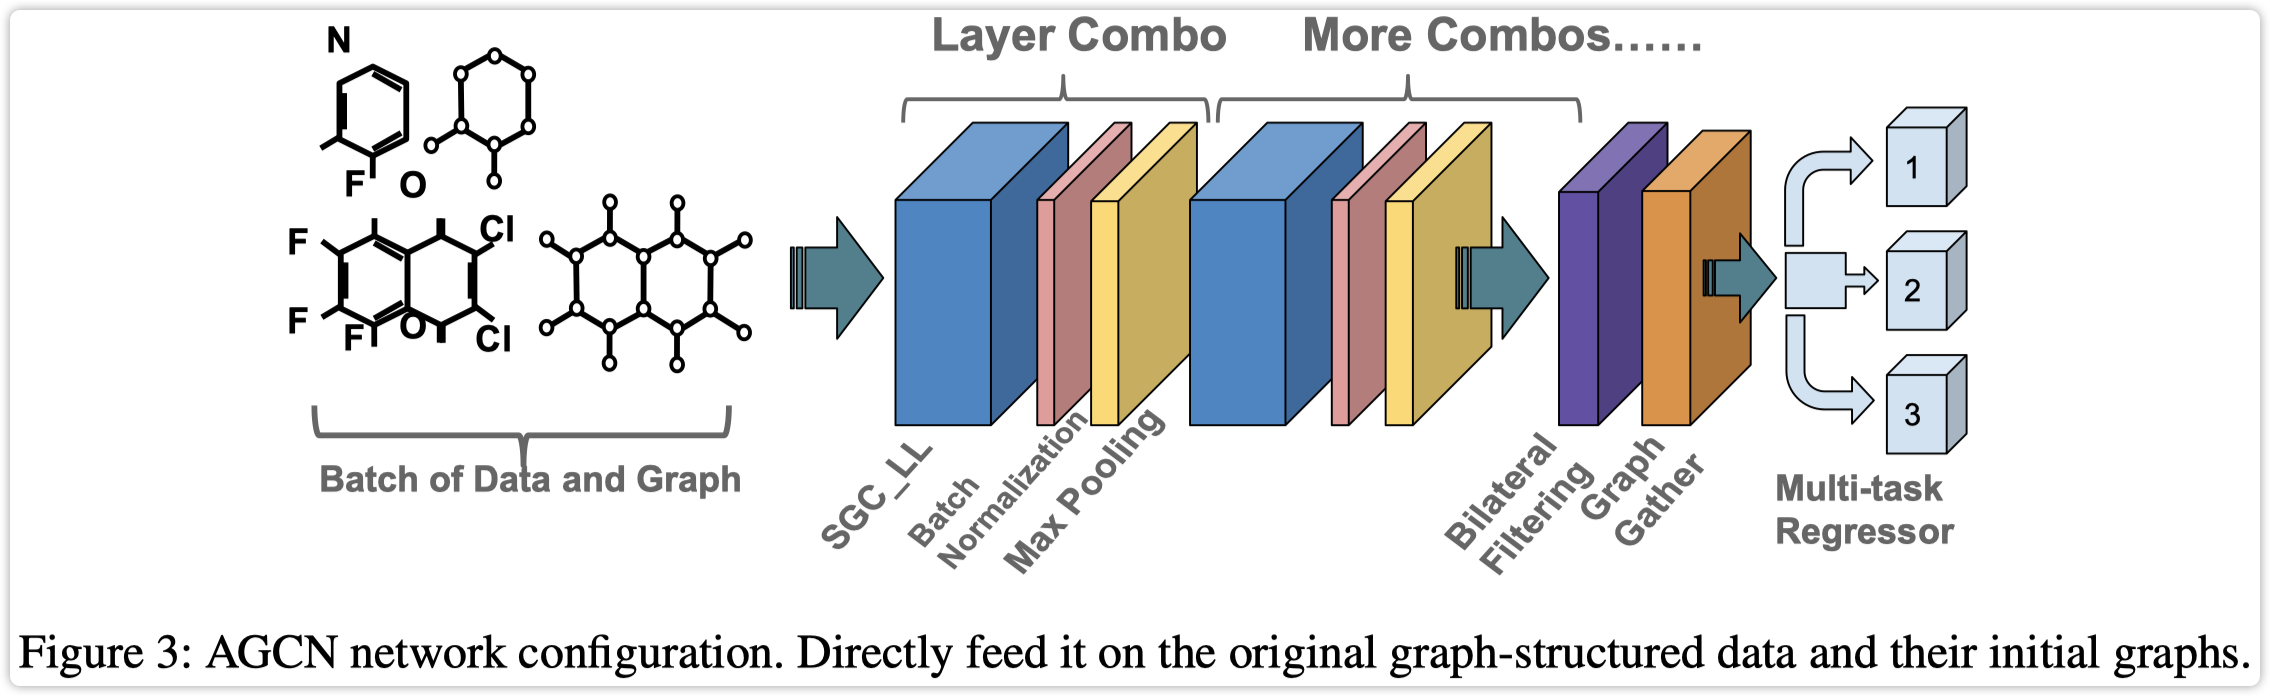 Layer Combo
More Combos......
N
F
O
F
Cl
F
F
O
Cl
1
2
3
Batch of Data and Graph
SGC_LL
Batch
Normalization
Max Pooling
Bilateral
Filtering
Graph
Gather
Multi-task
Regressor
Figure 3: AGCN network configuration. Directly feed it on the original graph-structured data and their initial graphs.